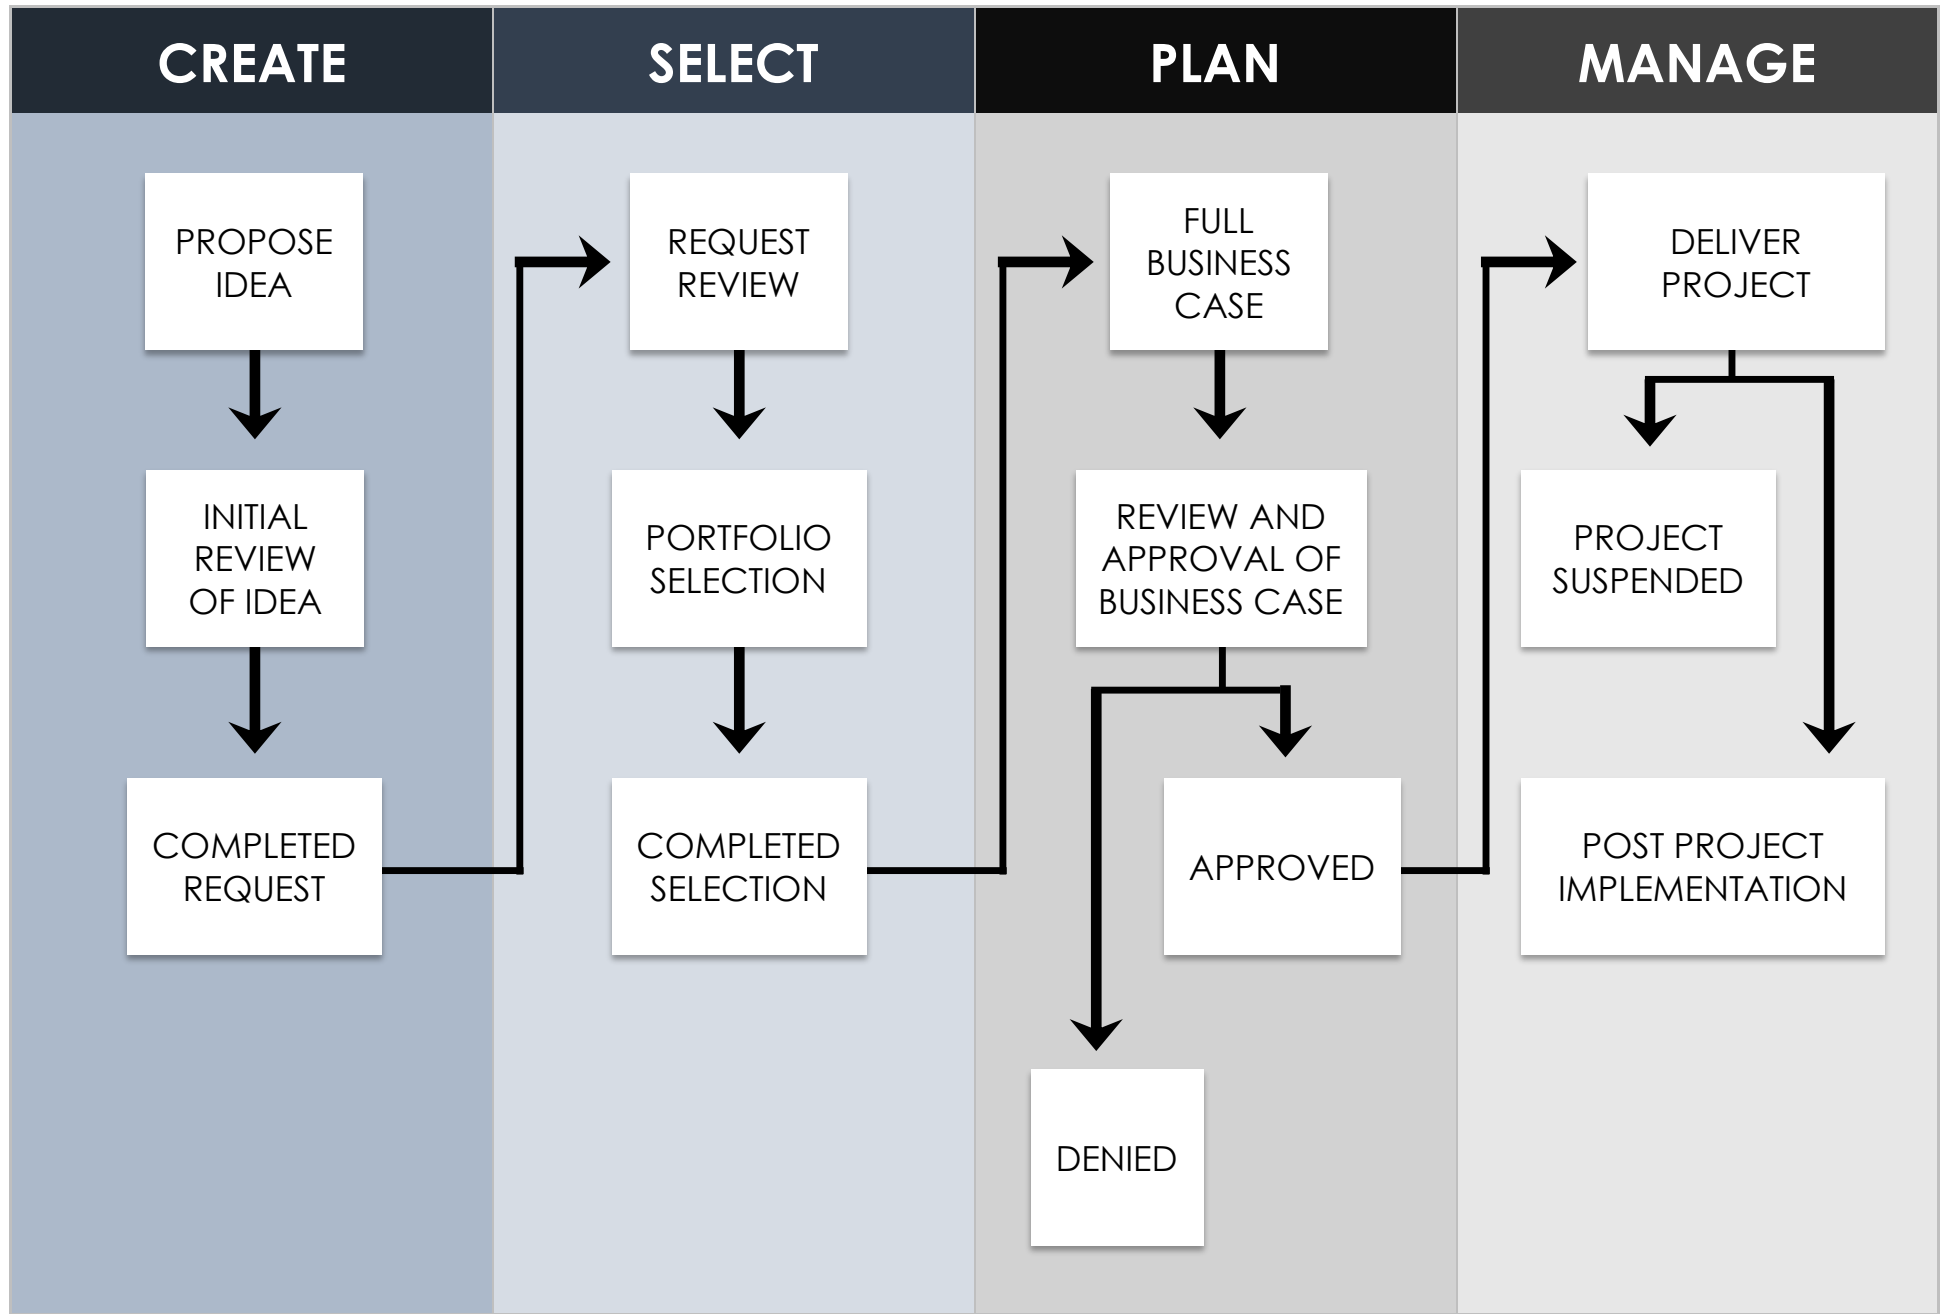 CREATE
SELECT
PLAN
MANAGE
PROPOSE
IDEA
INITIAL
REVIEW
OF IDEA
COMPLETED
REQUEST
REQUEST
REVIEW
PORTFOLIO
SELECTION
COMPLETED
SELECTION
FULL
BUSINESS
CASE
REVIEW AND
APPROVAL OF
BUSINESS CASE
APPROVED
DENIED
DELIVER
PROJECT
PROJECT
SUSPENDED
POST PROJECT
IMPLEMENTATION